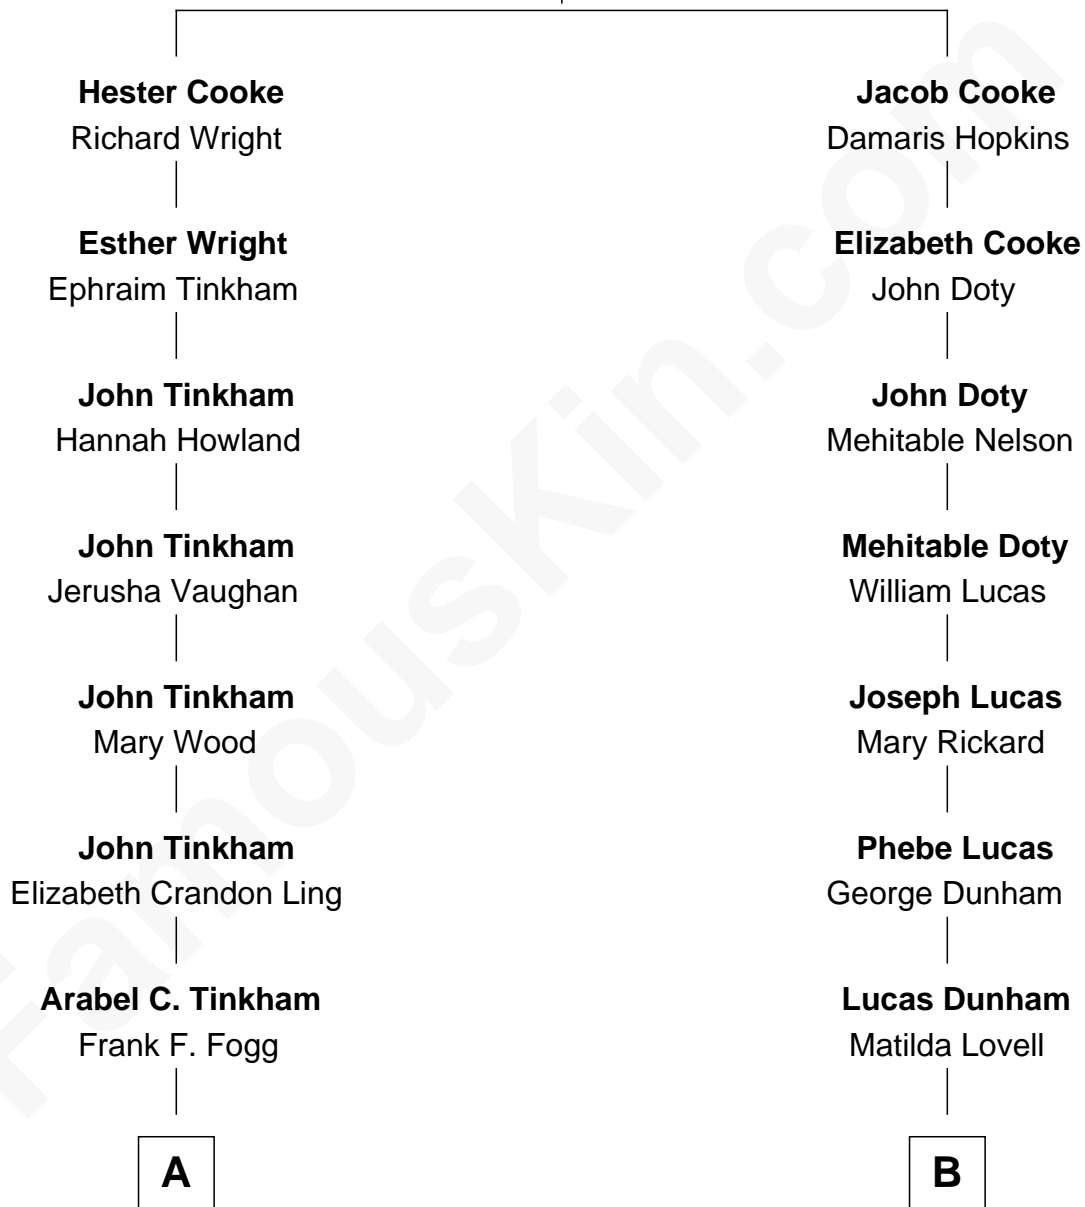 Hester Cooke
Richard Wright
Esther Wright
Ephraim Tinkham
John Tinkham
Hannah Howland
John Tinkham
Jerusha Vaughan
John Tinkham
Mary Wood
John Tinkham
Elizabeth Crandon Ling
Arabel C. Tinkham
Frank F. Fogg
A
Jacob Cooke
Damaris Hopkins
Elizabeth Cooke
John Doty
John Doty
Mehitable Nelson
Mehitable Doty
William Lucas
Joseph Lucas
Mary Rickard
Phebe Lucas
George Dunham
Lucas Dunham
Matilda Lovell
B
FamousKin.com